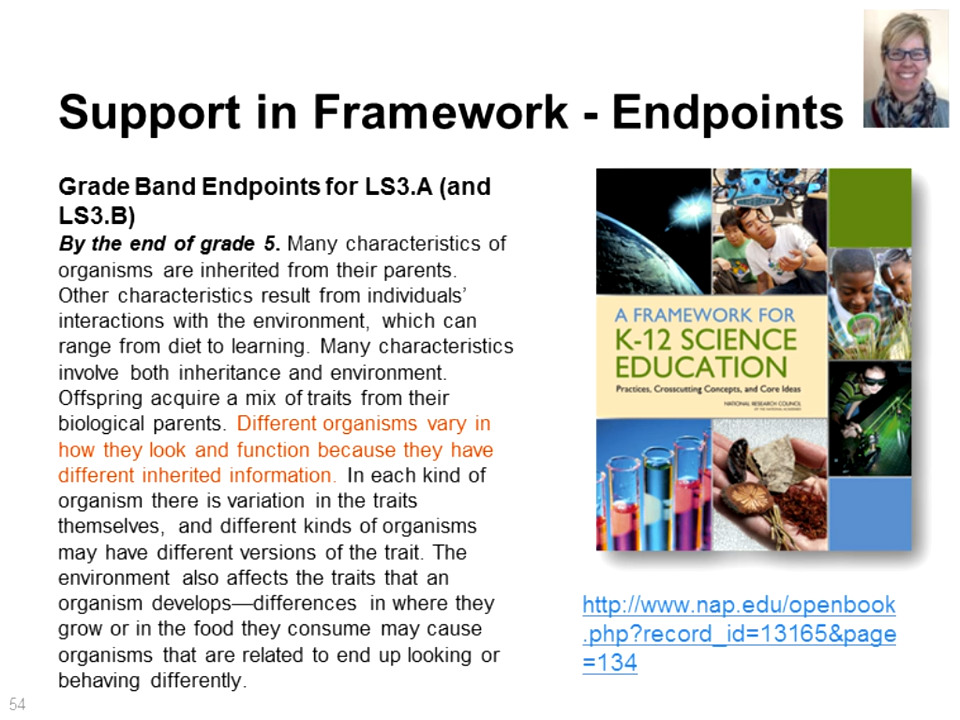 Support in Framework - Endpoints
Grade Band Endpoints for LS3.A (and
LS3.B)
By the end of grade 5. Many characteristics of
organisms are inherited from their parents.
Other characteristics result from individuals’
interactions with the environment, which can
range from diet to learning. Many characteristics
involve both inheritance and environment.
Offspring acquire a mix of traits from their
biological parents. Different organisms vary in
how they look and function because they have
different inherited information. In each kind of
organism there is variation in the traits
themselves, and different kinds of organisms
may have different versions of the trait. The
environment also affects the traits that an
organism develops—differences in where they
grow or in the food they consume may cause
organisms that are related to end up looking or
behaving differently.
A FRAMEWORK FOR
K-12 SCIENCE
EDUCATION
Practices, Crosscutting Concepts, and Core Ideas
NATIONAL RESEARCH COUNCIL
OF THE NATIONAL ACADEMIES
http://www.nap.edu/openbook
.php?record_id=13165&page
=134
54